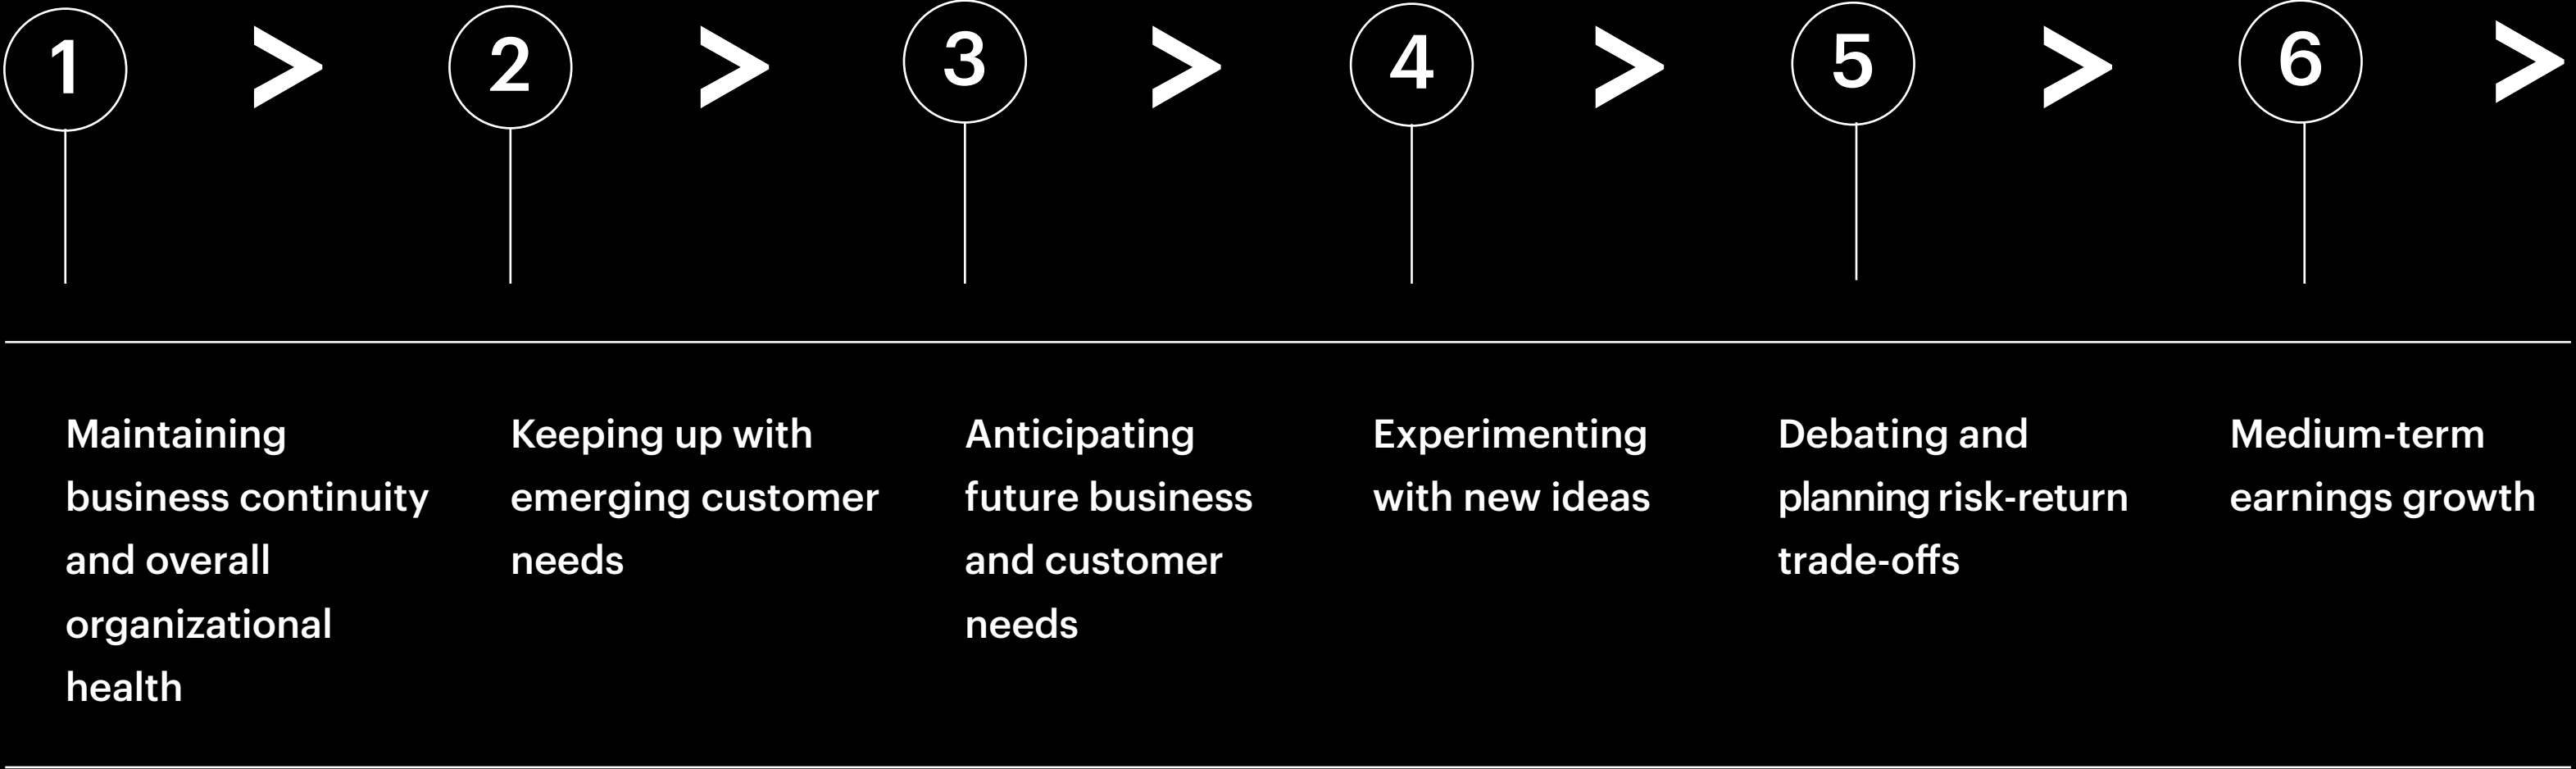 1 > 2 > 3 > 4 > 5 > 6 >
Maintaining
business continuity
and overall
organizational
health
Keeping up with
emerging customer
needs
Anticipating
future business
and customer
needs
Experimenting
with new ideas
Debating and
planning risk-return
trade-offs
Medium-term
earnings growth